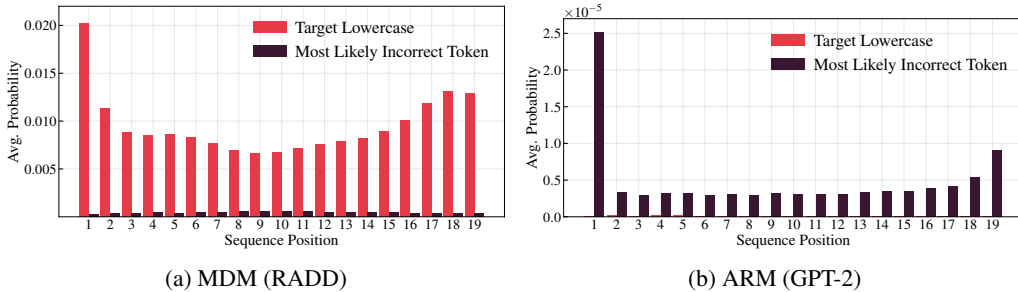 0.020
0.015
0.010
0.005
Avg. Probability
Target Lowercase
Most Likely Incorrect Token
1 2 3 4 5 6 7 8 9 10 11 12 13 14 15 16 17 18 19
Sequence Position
(a) MDM (RADD)
×10⁻⁵
2.5
2.0
1.5
1.0
0.5
0.0
Avg. Probability
Target Lowercase
Most Likely Incorrect Token
1 2 3 4 5 6 7 8 9 10 11 12 13 14 15 16 17 18 19
Sequence Position
(b) ARM (GPT-2)